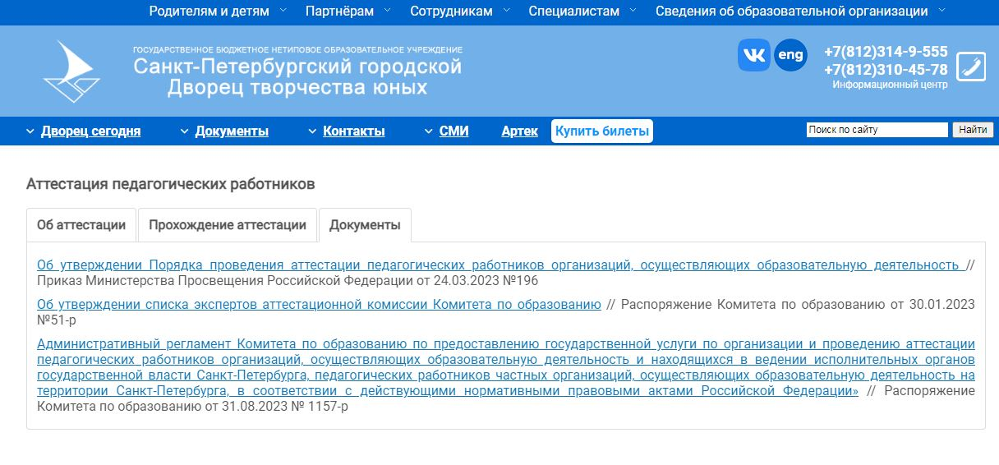 Родителям и детям Партнёрам Сотрудникам Специалистам Сведения об образовательной организации
ГОСУДАРСТВЕННОЕ БЮДЖЕТНОЕ НЕТИПОВОЕ ОБРАЗОВАТЕЛЬНОЕ УЧРЕЖДЕНИЕ
Санкт-Петербургский городской
Дворец творчества юных
eng
+7(812)314-9-555
+7(812)310-45-78
Информационный центр
Дворец сегодня Документы Контакты СМИ Артек Купить билеты Поиск по сайту Найти
Аттестация педагогических работников
Об аттестации Прохождение аттестации Документы
Об утверждении Порядка проведения аттестации педагогических работников организаций, осуществляющих образовательную деятельность //
Приказ Министерства Просвещения Российской Федерации от 24.03.2023 №196
Об утверждении списка экспертов аттестационной комиссии Комитета по образованию // Распоряжение Комитета по образованию от 30.01.2023
№51-р
Административный регламент Комитета по образованию по предоставлению государственной услуги по организации и проведению аттестации
педагогических работников организаций, осуществляющих образовательную деятельность и находящихся в ведении исполнительных органов
государственной власти Санкт-Петербурга, педагогических работников частных организаций, осуществляющих образовательную деятельность на
территории Санкт-Петербурга, в соответствии с действующими нормативными правовыми актами Российской Федерации» // Распоряжение
Комитета по образованию от 31.08.2023 № 1157-р